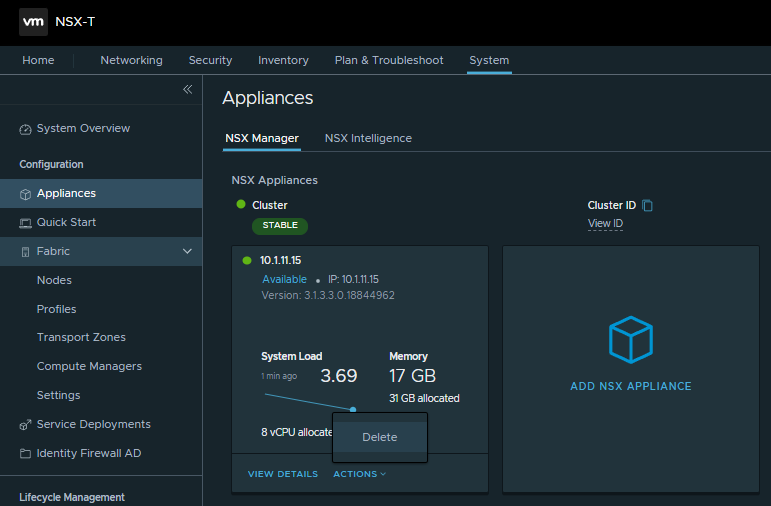 vm NSX-T
Home Networking Security Inventory Plan & Troubleshoot System
System Overview
Configuration
Appliances
Quick Start
Fabric
Nodes
Profiles
Transport Zones
Compute Managers
Settings
Service Deployments
Identity Firewall AD
Lifecycle Management
Appliances
NSX Manager NSX Intelligence
NSX Appliances
Cluster
STABLE
Cluster ID
View ID
10.1.11.15
Available • IP: 10.1.11.15
Version: 3.1.3.3.0.18844962
System Load
1 min ago 3.69
Memory
17 GB
31 GB allocated
8 vCPU allocate
Delete
VIEW DETAILS ACTIONS
ADD NSX APPLIANCE